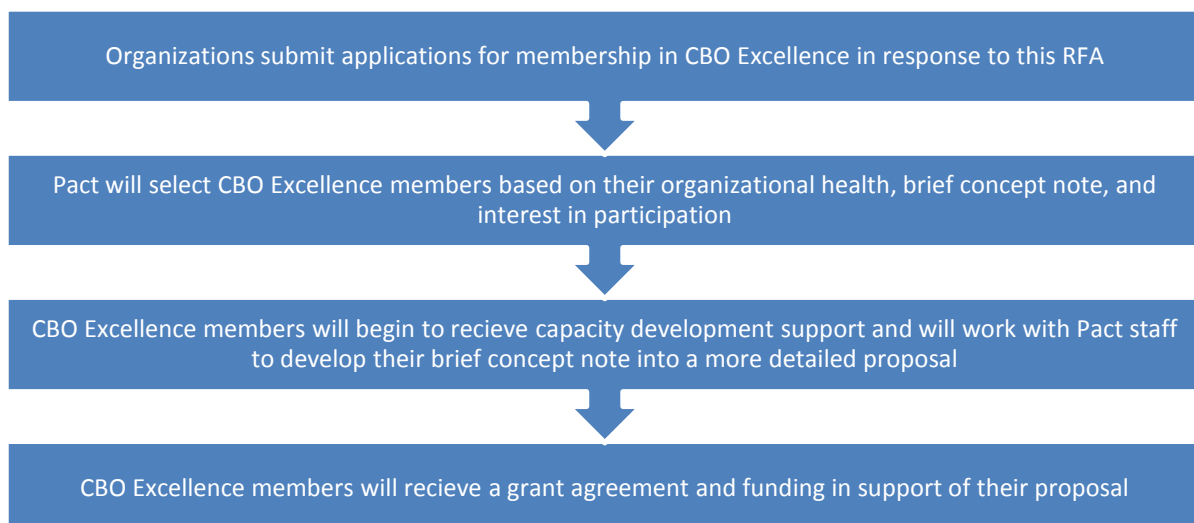 Organizations submit applications for membership in CBO Excellence in response to this RFA
Pact will select CBO Excellence members based on their organizational health, brief concept note, and
interest in participation
CBO Excellence members will begin to recieve capacity development support and will work with Pact staff
to develop their brief concept note into a more detailed proposal
CBO Excellence members will recieve a grant agreement and funding in support of their proposal